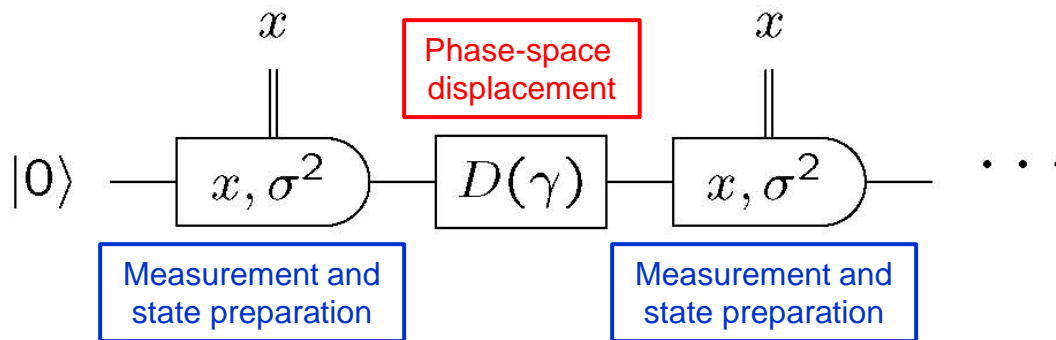 x
Phase-space
displacement
x
|0⟩
x, σ²
D(γ)
x, σ²
. . .
Measurement and
state preparation
Measurement and
state preparation